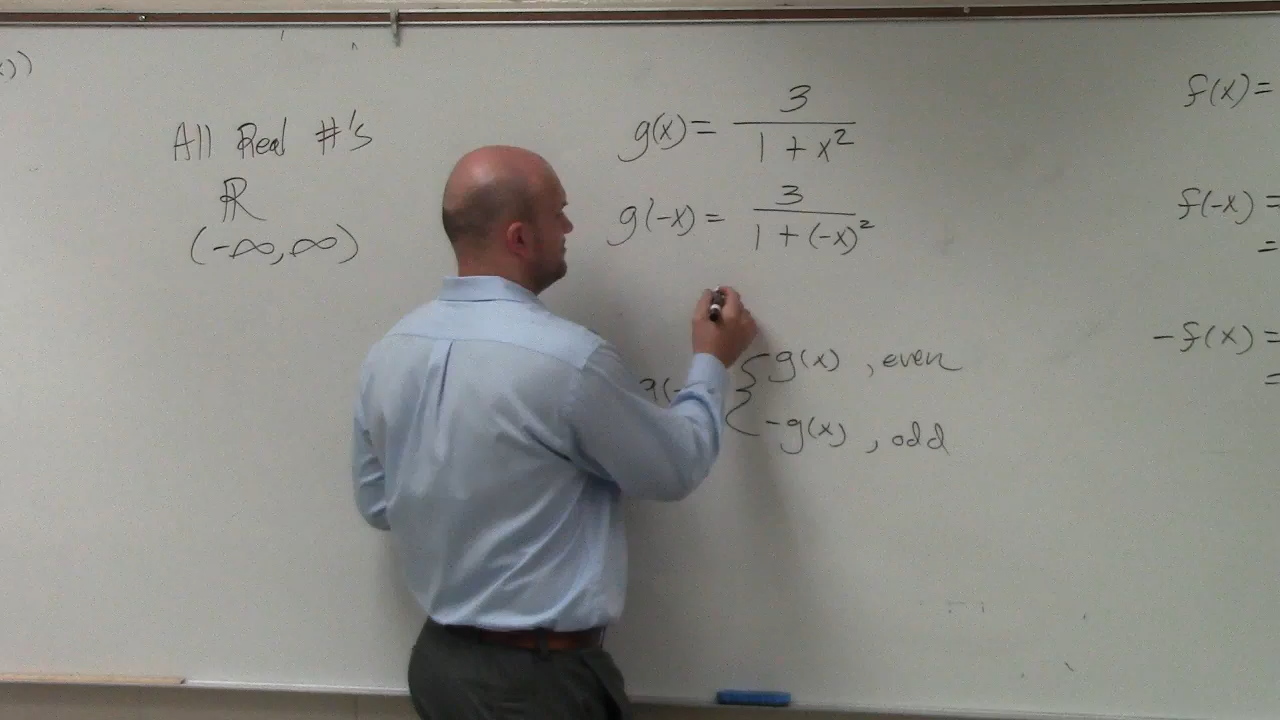 x))
All Real #'s
ℝ
(-∞,∞)
g(x) = 3/(1 + x²)
g(-x) = 3/(1 + (-x)²)
g(- { g(x) , even
-g(x) , odd
f(x) =
f(-x) =
=
-f(x) =
=